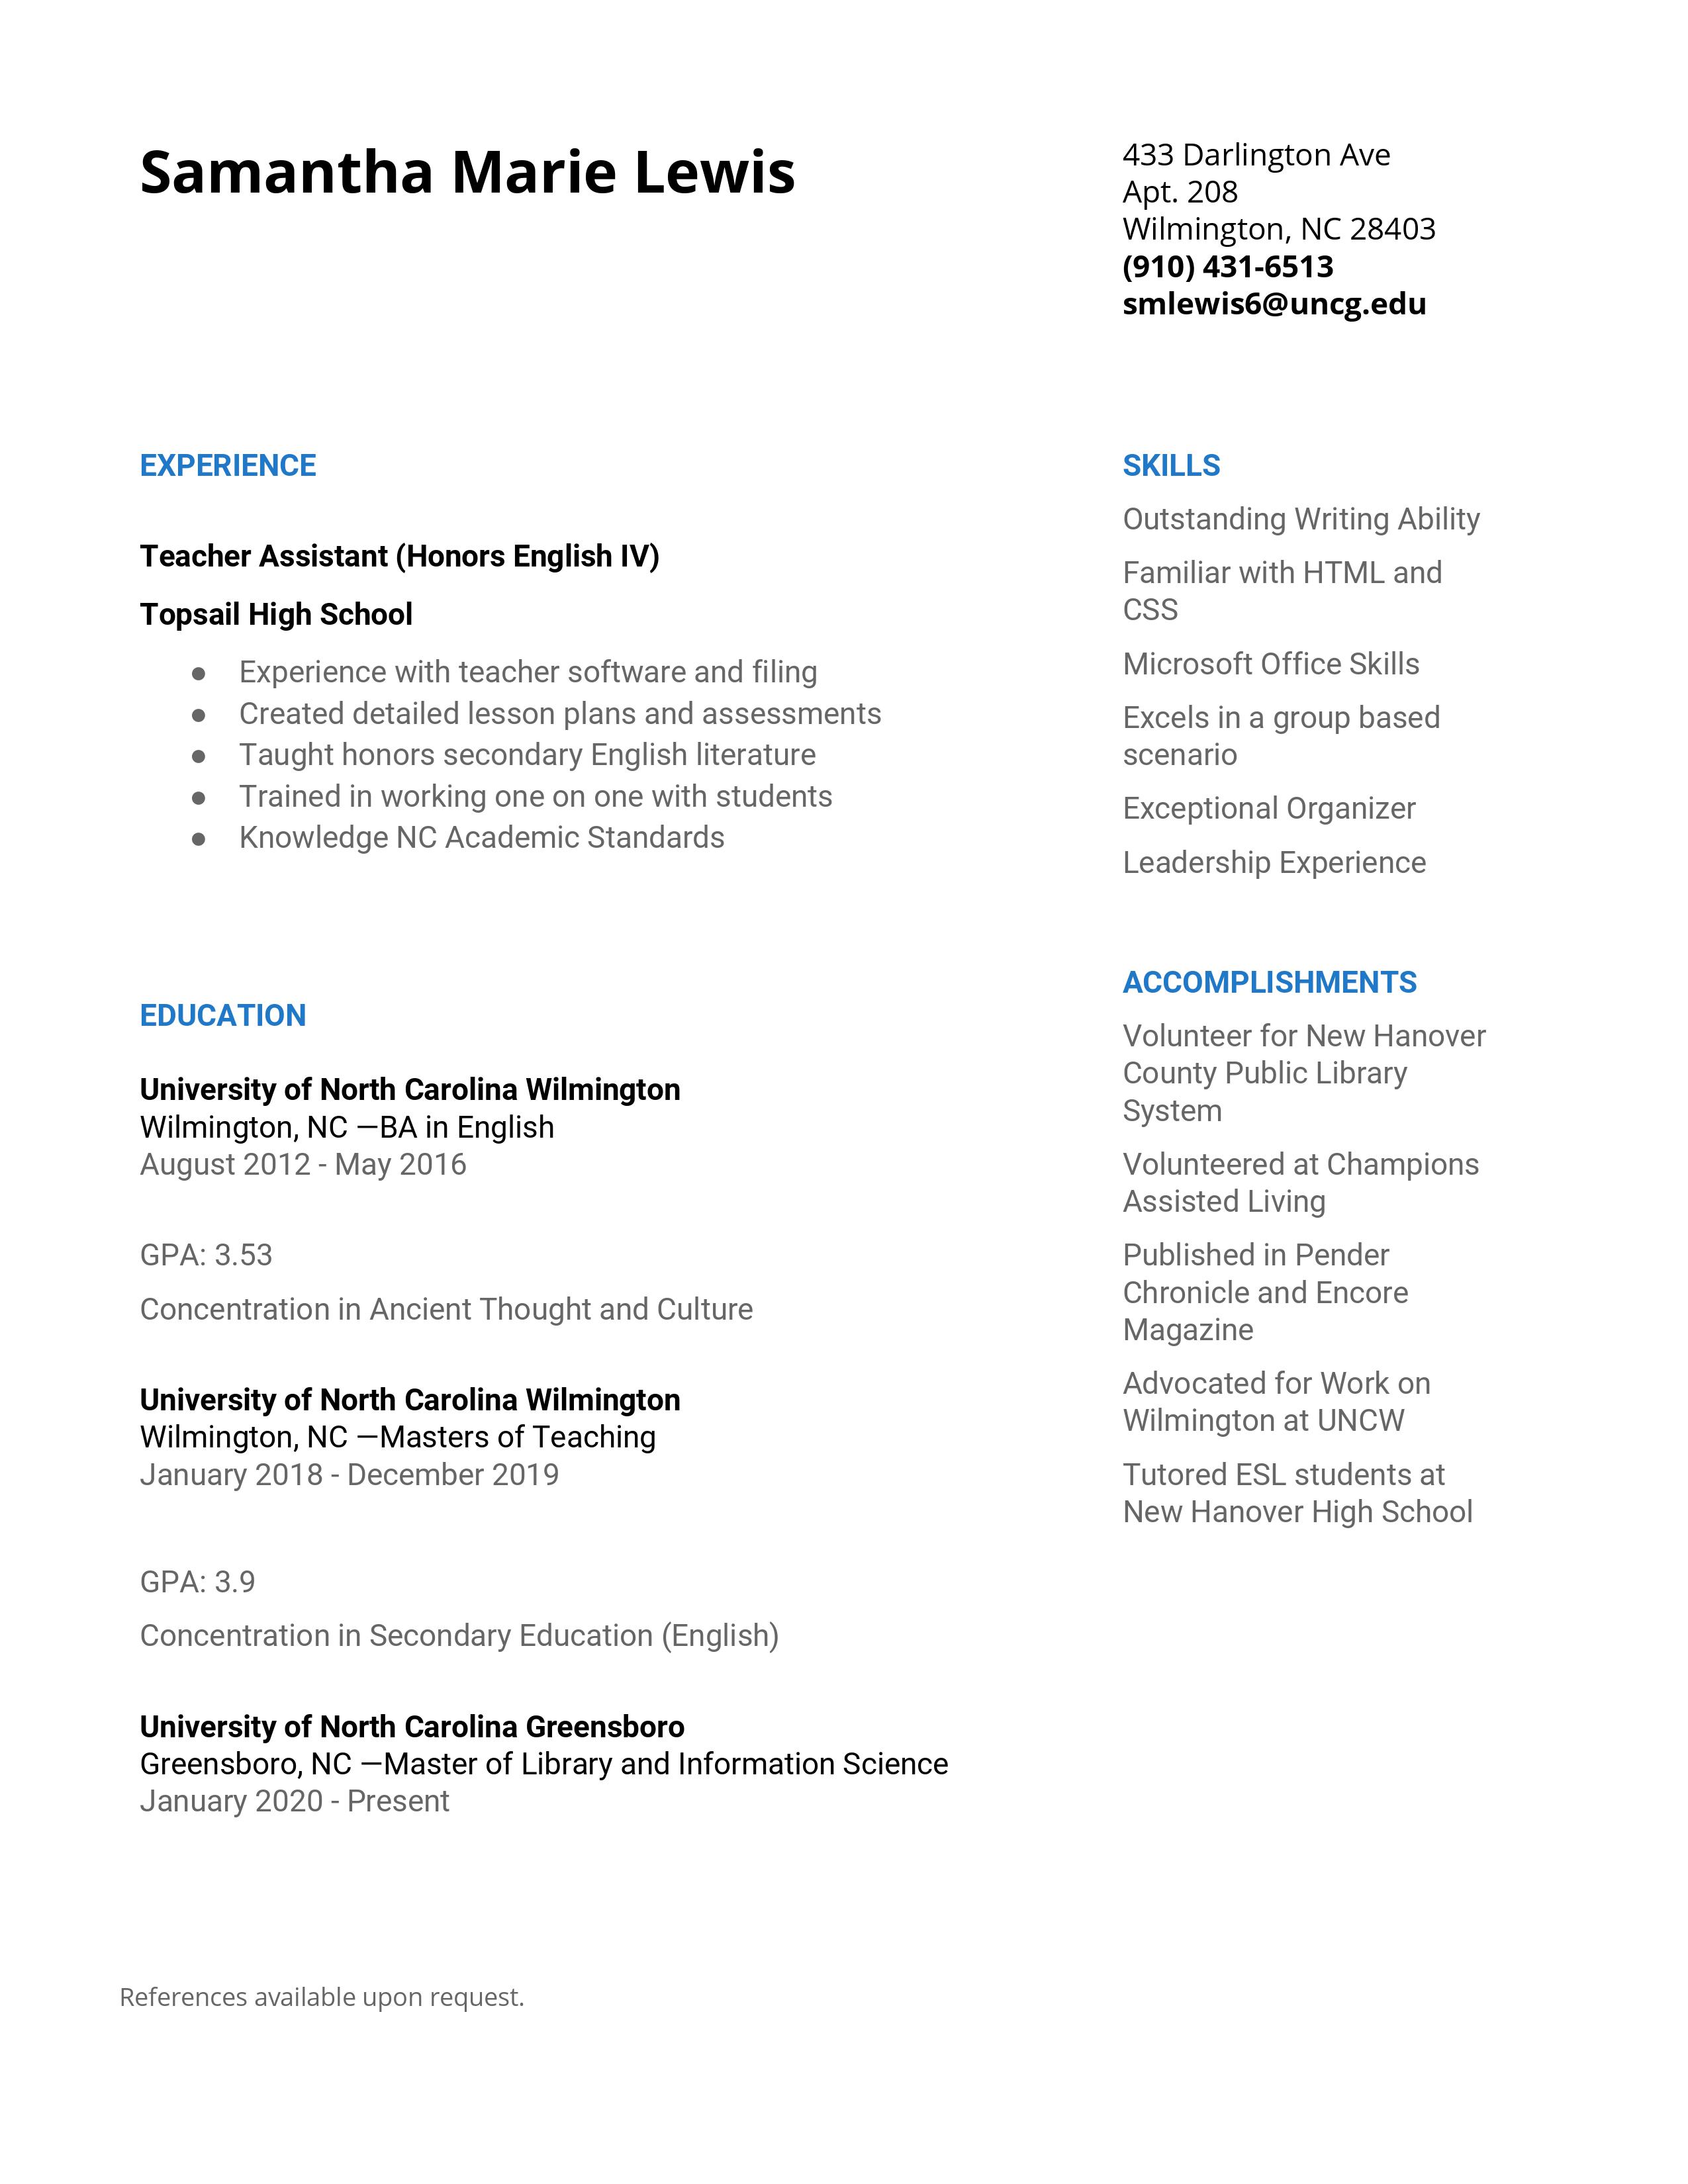 Samantha Marie Lewis
433 Darlington Ave
Apt. 208
Wilmington, NC 28403
(910) 431-6513
smlewis6@uncg.edu
EXPERIENCE
Teacher Assistant (Honors English IV)
Topsail High School
● Experience with teacher software and filing
● Created detailed lesson plans and assessments
● Taught honors secondary English literature
● Trained in working one on one with students
● Knowledge NC Academic Standards
EDUCATION
University of North Carolina Wilmington
Wilmington, NC —BA in English
August 2012 - May 2016
GPA: 3.53
Concentration in Ancient Thought and Culture
University of North Carolina Wilmington
Wilmington, NC —Masters of Teaching
January 2018 - December 2019
GPA: 3.9
Concentration in Secondary Education (English)
University of North Carolina Greensboro
Greensboro, NC —Master of Library and Information Science
January 2020 - Present
SKILLS
Outstanding Writing Ability
Familiar with HTML and
CSS
Microsoft Office Skills
Excels in a group based
scenario
Exceptional Organizer
Leadership Experience
ACCOMPLISHMENTS
Volunteer for New Hanover
County Public Library
System
Volunteered at Champions
Assisted Living
Published in Pender
Chronicle and Encore
Magazine
Advocated for Work on
Wilmington at UNCW
Tutored ESL students at
New Hanover High School
References available upon request.